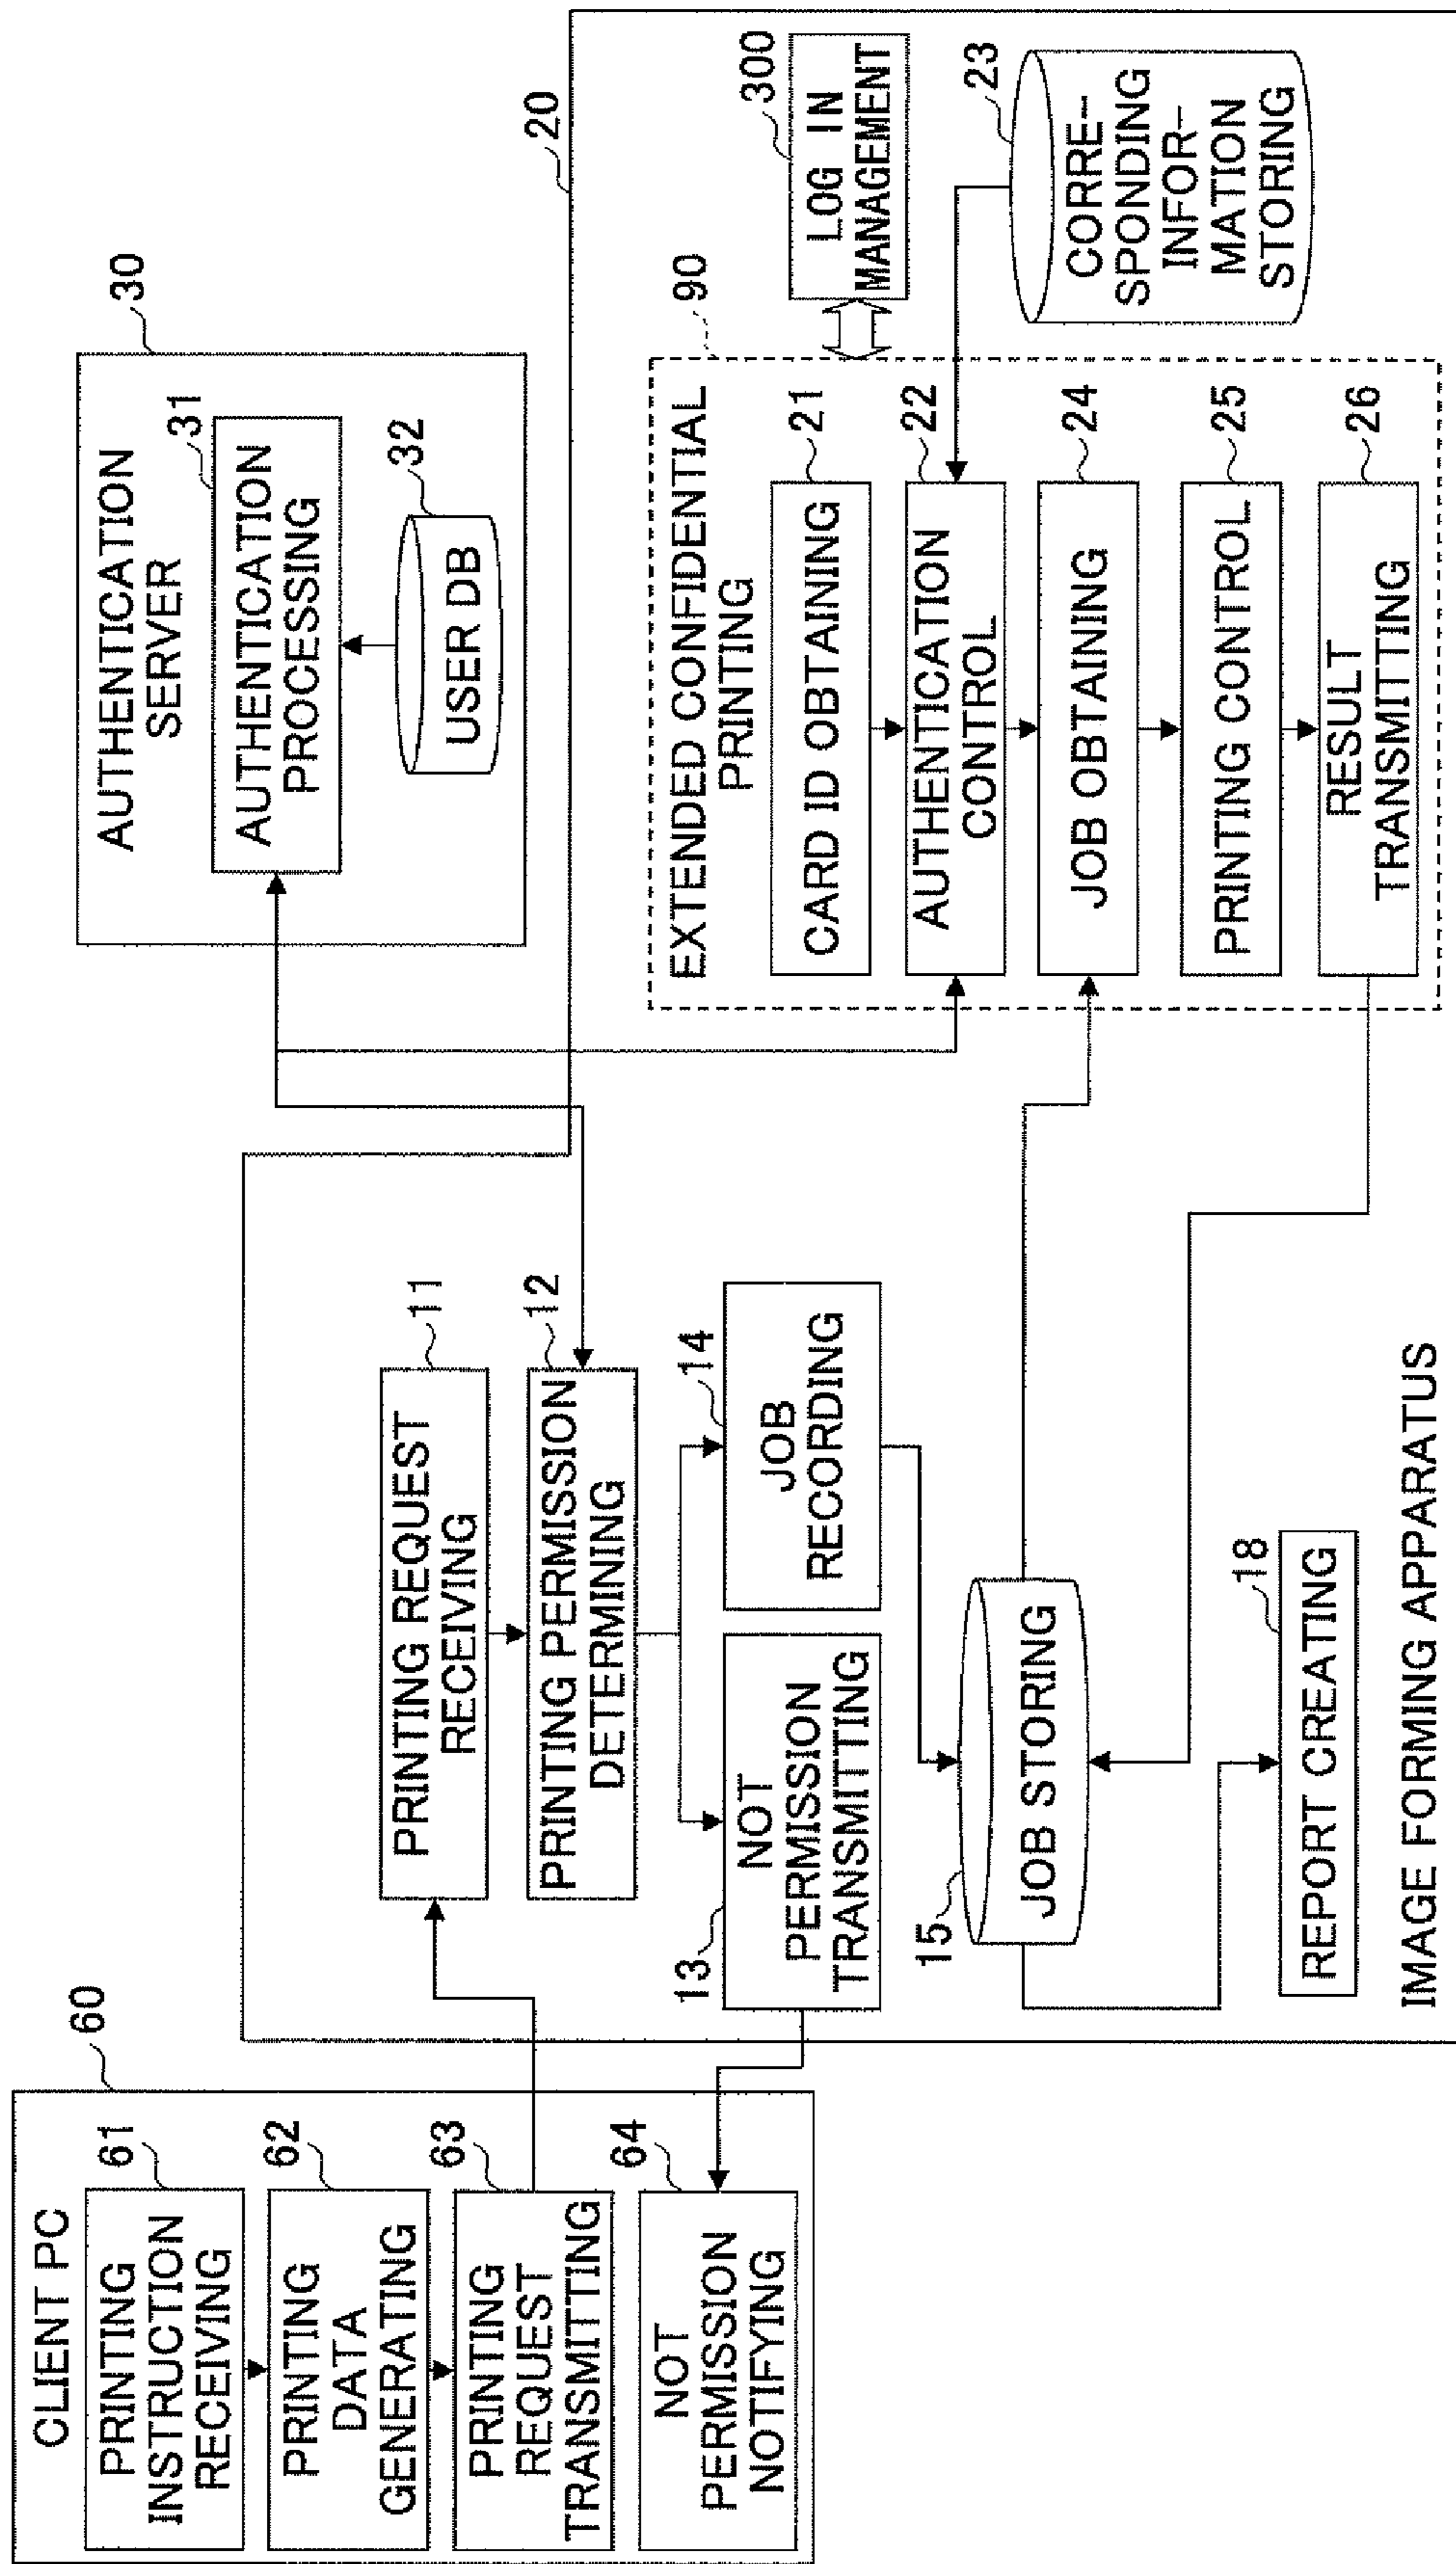 CLIENT PC
60
PRINTING
INSTRUCTION
RECEIVING
61
PRINTING
DATA
GENERATING
62
PRINTING
REQUEST
TRANSMITTING
63
NOT
PERMISSION
NOTIFYING
64
PRINTING REQUEST
RECEIVING
11
PRINTING PERMISSION
DETERMINING
12
NOT
PERMISSION
TRANSMITTING
13
JOB
RECORDING
14
JOB STORING
15
REPORT CREATING
18
IMAGE FORMING APPARATUS
20
AUTHENTICATION
SERVER
30
AUTHENTICATION
PROCESSING
31
USER DB
32
EXTENDED CONFIDENTIAL
PRINTING
90
CARD ID OBTAINING
21
AUTHENTICATION
CONTROL
22
JOB OBTAINING
24
PRINTING CONTROL
25
RESULT
TRANSMITTING
26
LOG IN
MANAGEMENT
300
CORRE-
SPONDING
INFOR-
MATION
STORING
23